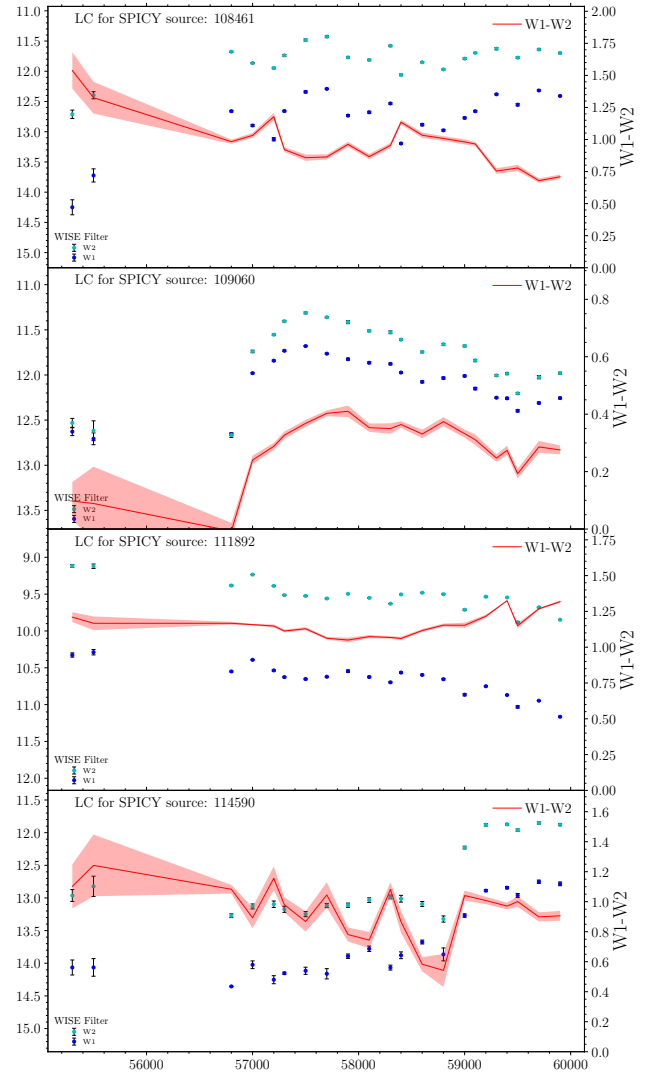 LC for SPICY source: 108461
W1-W2
11.0
11.5
12.0
12.5
13.0
13.5
14.0
14.5
15.0
2.00
1.75
1.50
1.25
1.00
0.75
0.50
0.25
0.00
W1-W2
WISE Filter
W2
W1
LC for SPICY source: 109060
W1-W2
11.0
11.5
12.0
12.5
13.0
13.5
0.8
0.6
0.4
0.2
0.0
W1-W2
WISE Filter
W2
W1
LC for SPICY source: 111892
W1-W2
9.0
9.5
10.0
10.5
11.0
11.5
12.0
1.75
1.50
1.25
1.00
0.75
0.50
0.25
0.00
W1-W2
WISE Filter
W2
W1
LC for SPICY source: 114590
W1-W2
11.5
12.0
12.5
13.0
13.5
14.0
14.5
15.0
1.6
1.4
1.2
1.0
0.8
0.6
0.4
0.2
0.0
W1-W2
WISE Filter
W2
W1
56000
57000
58000
59000
60000